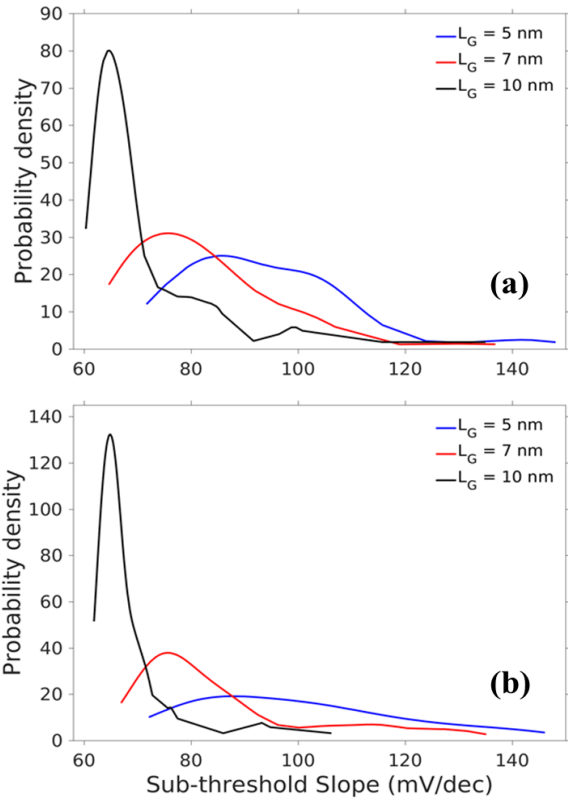 90
80
70
60
50
40
30
20
10
0
Probability density
L_G = 5 nm
L_G = 7 nm
L_G = 10 nm
(a)
60 80 100 120 140
140
120
100
80
60
40
20
0
Probability density
L_G = 5 nm
L_G = 7 nm
L_G = 10 nm
(b)
60 80 100 120 140
Sub-threshold Slope (mV/dec)